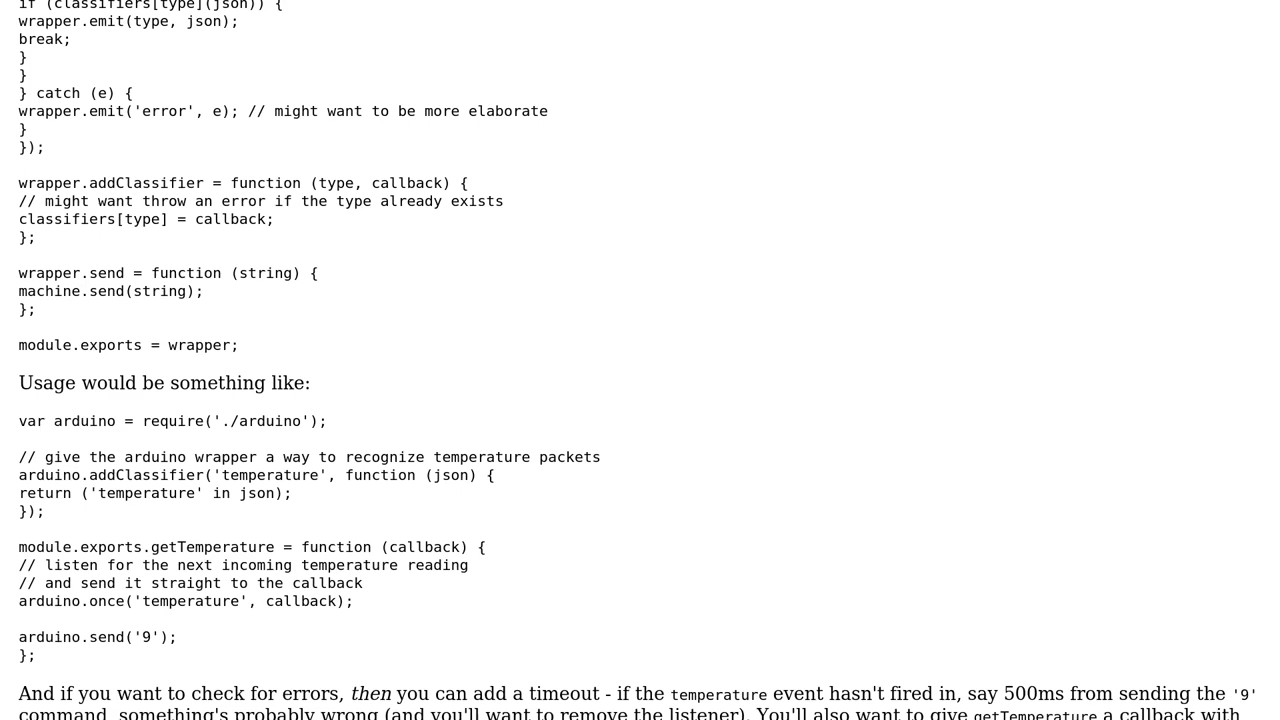 if (classifiers[type](json)) {
wrapper.emit(type, json);
break;
}
}
} catch (e) {
wrapper.emit('error', e); // might want to be more elaborate
}
});

wrapper.addClassifier = function (type, callback) {
// might want throw an error if the type already exists
classifiers[type] = callback;
};

wrapper.send = function (string) {
machine.send(string);
};

module.exports = wrapper;

Usage would be something like:

var arduino = require('./arduino');

// give the arduino wrapper a way to recognize temperature packets
arduino.addClassifier('temperature', function (json) {
return ('temperature' in json);
});

module.exports.getTemperature = function (callback) {
// listen for the next incoming temperature reading
// and send it straight to the callback
arduino.once('temperature', callback);

arduino.send('9');
};

And if you want to check for errors, then you can add a timeout - if the temperature event hasn't fired in, say 500ms from sending the '9'
command, something's probably wrong (and you'll want to remove the listener). You'll also want to give getTemperature a callback with